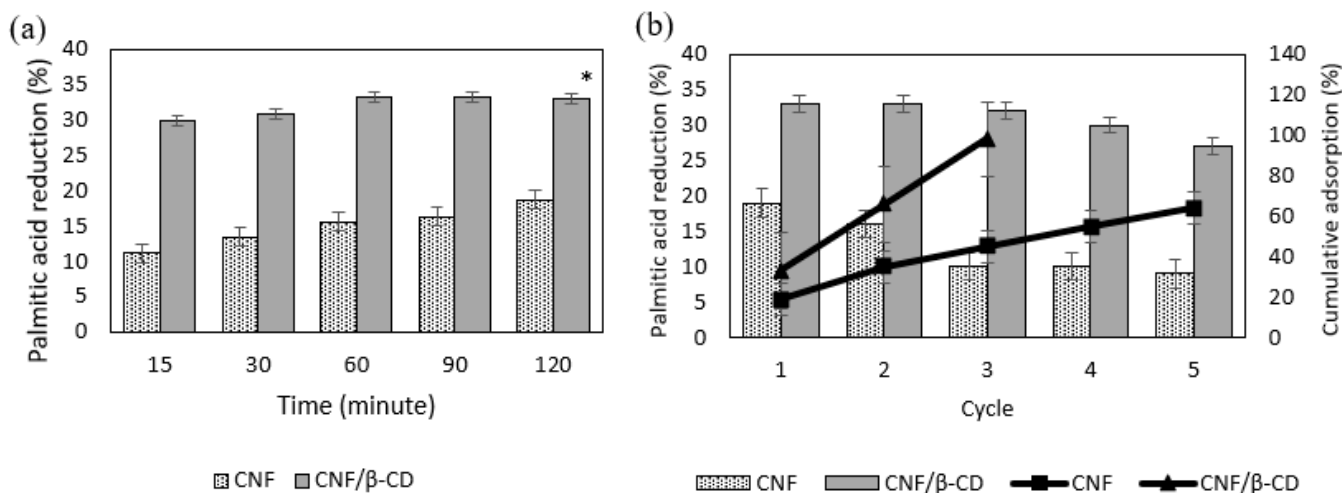 (a)
Palmitic acid reduction (%)
40
35
30
25
20
15
10
5
0
*
15 30 60 90 120
Time (minute)
CNF CNF/β-CD
(b)
Palmitic acid reduction (%)
40
35
30
25
20
15
10
5
0
140
120
100
80
60
40
20
0
Cumulative adsorption (%)
1 2 3 4 5
Cycle
CNF CNF/β-CD CNF CNF/β-CD